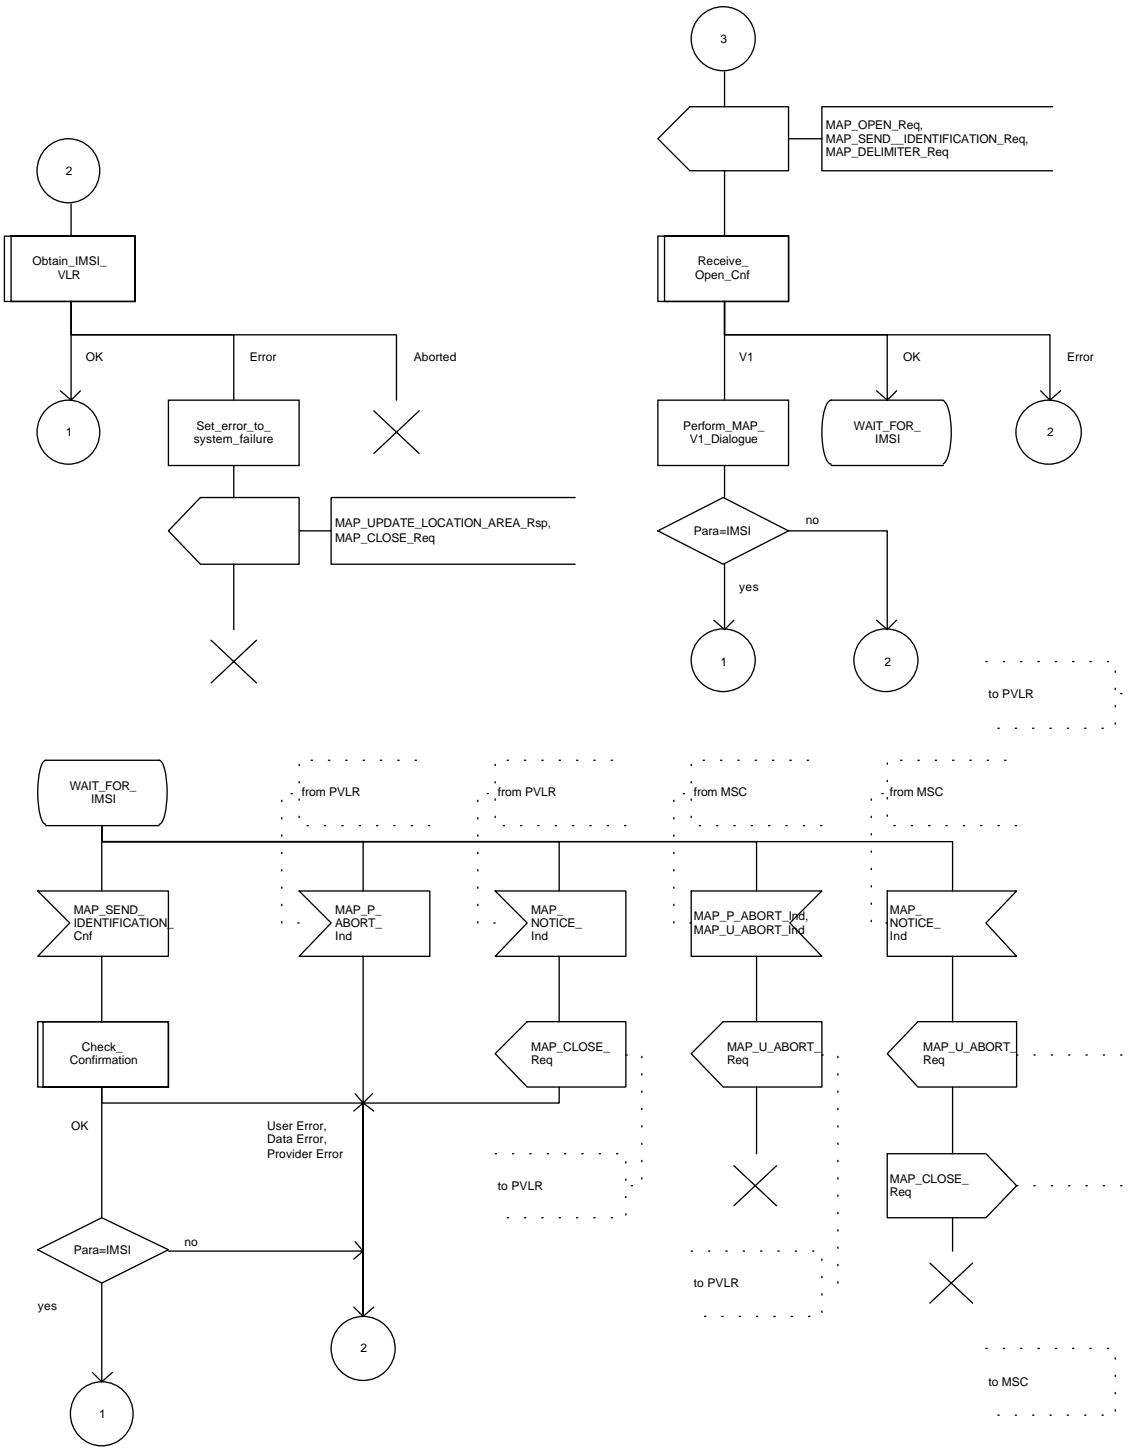 3
MAP_OPEN_Req,
MAP_SEND__IDENTIFICATION_Req,
MAP_DELIMITER_Req
2
Obtain_IMSI_
VLR
Receive_
Open_Cnf
OK
Error
Aborted
V1
OK
Error
1
Set_error_to_
system_failure
Perform_MAP_
V1_Dialogue
WAIT_FOR_
IMSI
2
MAP_UPDATE_LOCATION_AREA_Rsp,
MAP_CLOSE_Req
Para=IMSI
no
yes
1
2
to PVLR
WAIT_FOR_
IMSI
from PVLR
from PVLR
from MSC
from MSC
MAP_SEND_
IDENTIFICATION_
Cnf
MAP_P_
ABORT_
Ind
MAP_
NOTICE_
Ind
MAP_P_ABORT_Ind,
MAP_U_ABORT_Ind
MAP_
NOTICE_
Ind
Check_
Confirmation
MAP_CLOSE_
Req
MAP_U_ABORT_
Req
MAP_U_ABORT_
Req
OK
User Error,
Data Error,
Provider Error
to PVLR
MAP_CLOSE_
Req
Para=IMSI
no
to PVLR
yes
2
to MSC
1